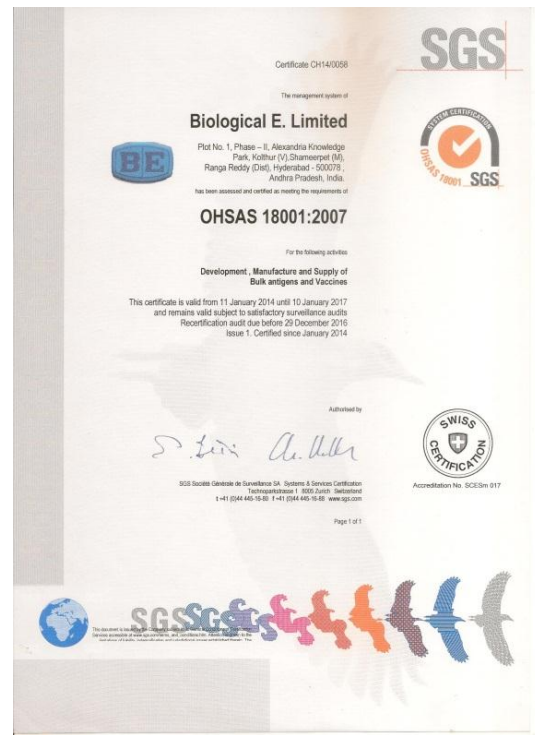 SGS
Certificate CH14/0056
The management system of
Biological E. Limited
BE
Plot No. 1, Phase – II, Alexandria Knowledge
Park, Kolthur (V), Shameerpet (M),
Ranga Reddy (Dist), Hyderabad - 500078 ,
Andhra Pradesh, India.
has been assessed and certified as meeting the requirements of
SYSTEM CERTIFICATION
OHSAS 18001
SGS
OHSAS 18001:2007
For the following activities
Development , Manufacture and Supply of
Bulk antigens and Vaccines
This certificate is valid from 11 January 2014 until 10 January 2017
and remains valid subject to satisfactory surveillance audits
Recertification audit due before 29 December 2016
Issue 1. Certified since January 2014
Authorised by
SWISS
CERTIFICATION
Accreditation No. SCESm 017
SGS Société Générale de Surveillance SA Systems & Services Certification
Technoparkstrasse 1 8005 Zurich Switzerland
t +41 (0)44 445-16-80 f +41 (0)44 445-16-88 www.sgs.com
Page 1 of 1
SGSSGSGS